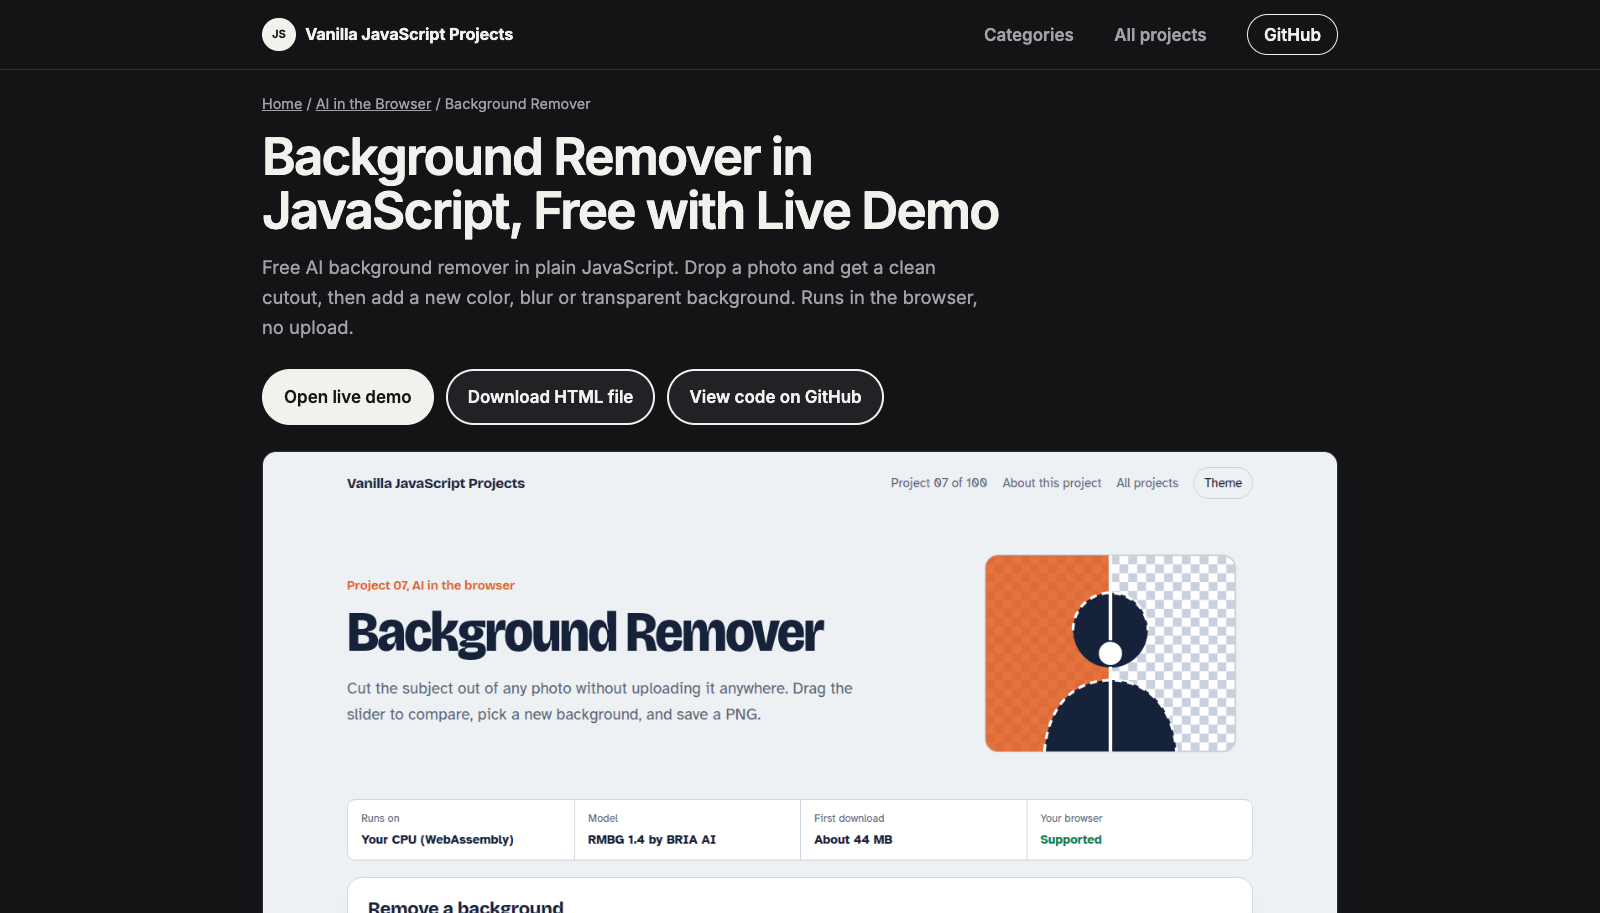 JS Vanilla JavaScript Projects Categories All projects GitHub
Home / AI in the Browser / Background Remover
Background Remover in
JavaScript, Free with Live Demo
Free AI background remover in plain JavaScript. Drop a photo and get a clean
cutout, then add a new color, blur or transparent background. Runs in the browser,
no upload.
Open live demo Download HTML file View code on GitHub
Vanilla JavaScript Projects Project 07 of 100 About this project All projects Theme
Project 07, AI in the browser
Background Remover
Cut the subject out of any photo without uploading it anywhere. Drag the
slider to compare, pick a new background, and save a PNG.
Runs on Model First download Your browser
Your CPU (WebAssembly) RMBG 1.4 by BRIA AI About 44 MB Supported
Remove a background